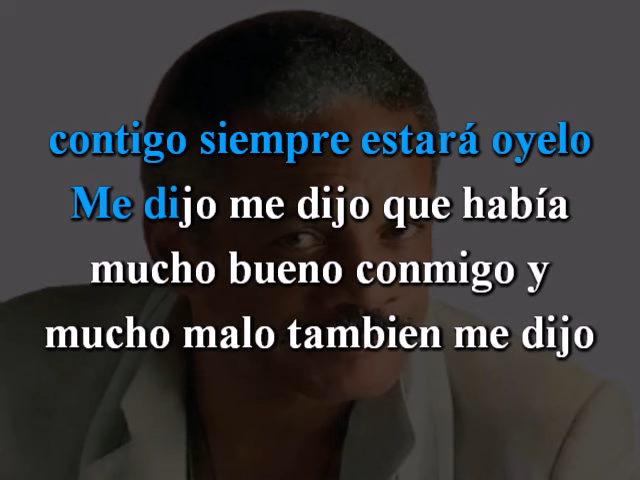 contigo siempre estará oyelo
Me dijo me dijo que había
mucho bueno conmigo y
mucho malo tambien me dijo